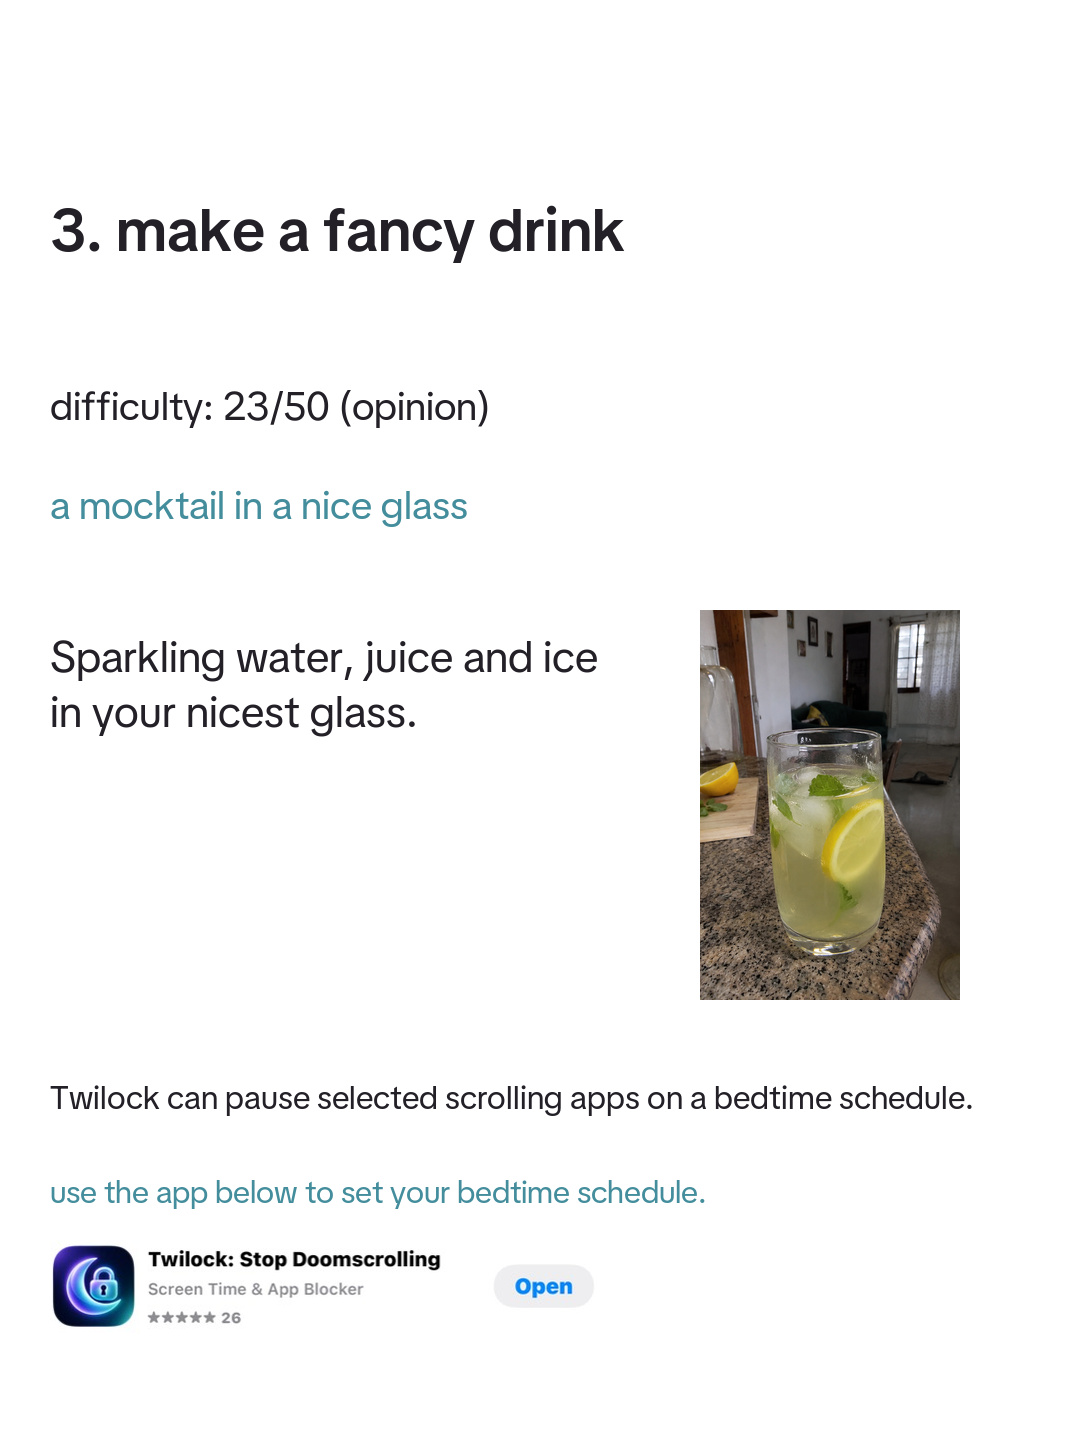 3. make a fancy drink
difficulty: 23/50 (opinion)
a mocktail in a nice glass
Sparkling water, juice and ice
in your nicest glass.
Twilock can pause selected scrolling apps on a bedtime schedule.
use the app below to set your bedtime schedule.
Twilock: Stop Doomscrolling
Screen Time & App Blocker
★★★★★ 26
Open